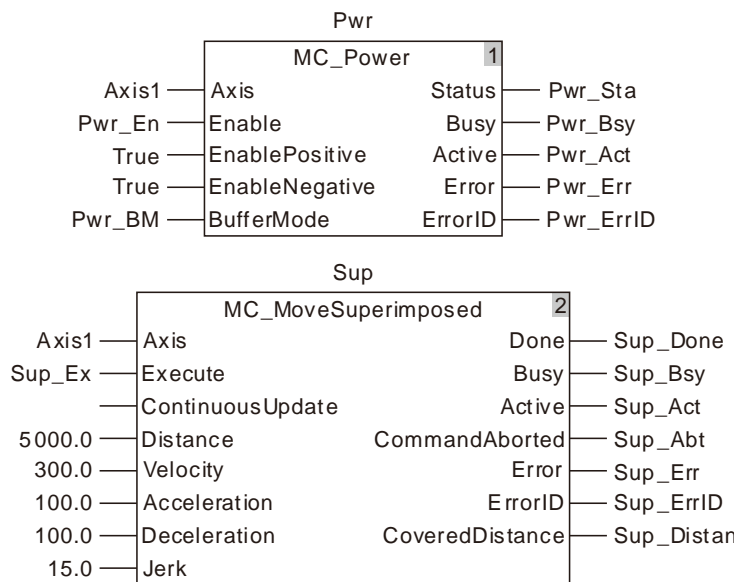 Pwr
MC_Power 1
Axis1 Axis Status Pwr_Sta
Pwr_En Enable Busy Pwr_Bsy
True EnablePositive Active Pwr_Act
True EnableNegative Error Pwr_Err
Pwr_BM BufferMode ErrorID Pwr_ErrID
Sup
MC_MoveSuperimposed 2
Axis1 Axis Done Sup_Done
Sup_Ex Execute Busy Sup_Bsy
ContinuousUpdate Active Sup_Act
5000.0 Distance CommandAborted Sup_Abt
300.0 Velocity Error Sup_Err
100.0 Acceleration ErrorID Sup_ErrID
100.0 Deceleration CoveredDistance Sup_Distan
15.0 Jerk